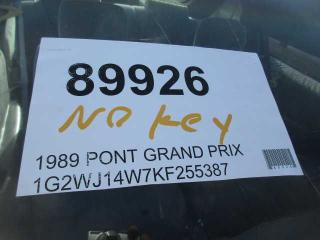 89926
NO Key
1989 PONT GRAND PRIX
1G2WJ14W7KF255387